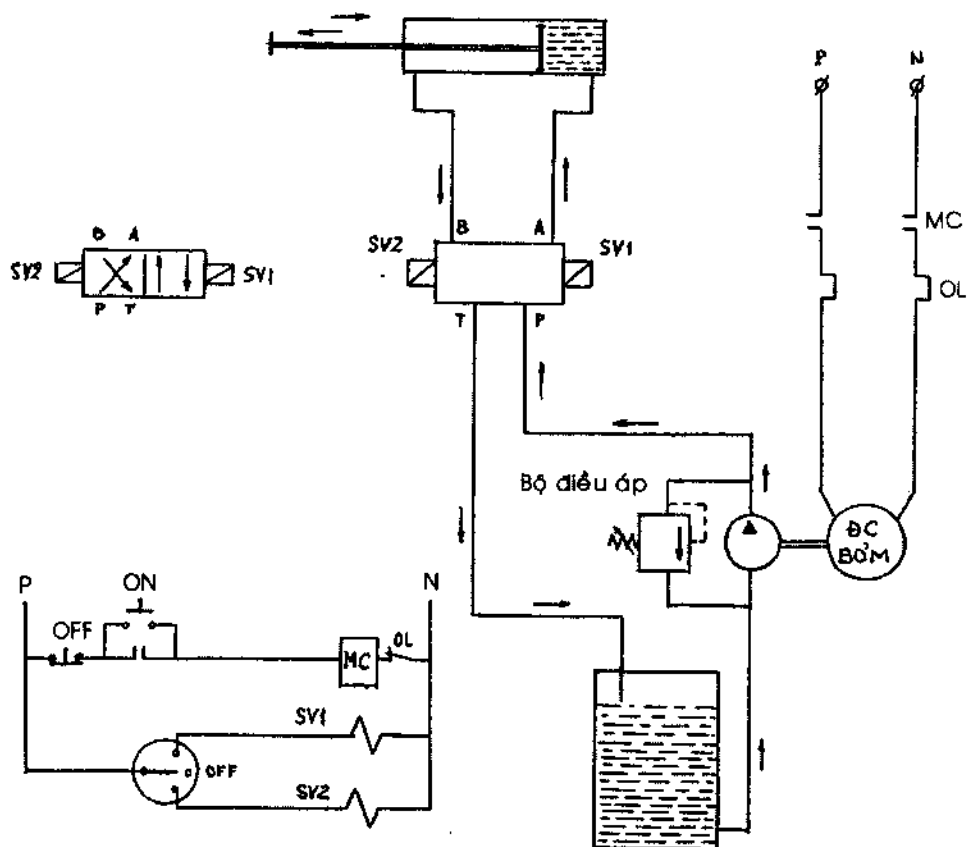 P N
MC
OL
B A
SV2 SV1
T P
B A
SV2 SV1
P T
Bộ điều áp
ĐC
BƠM
P ON N
OFF
MC OL
SV1
OFF
SV2